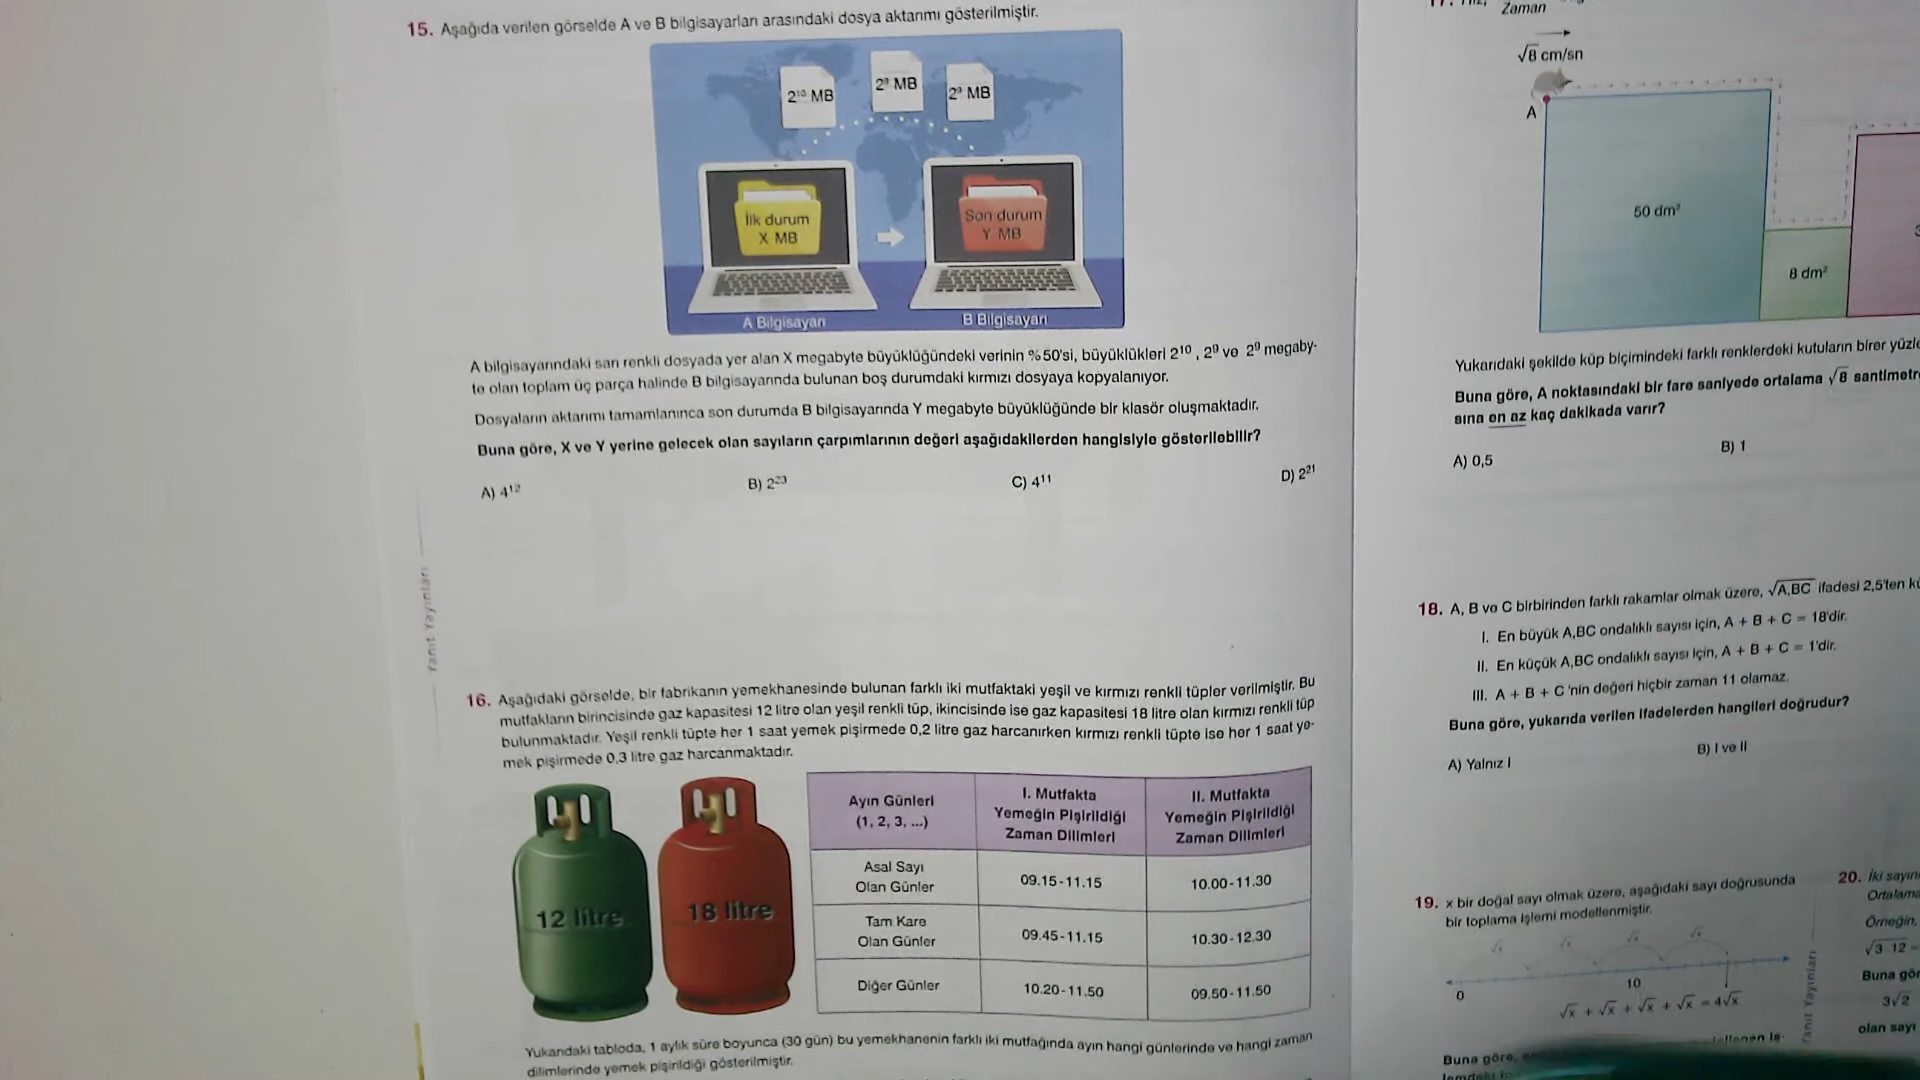 15. Aşağıda verilen görselde A ve B bilgisayarları arasındaki dosya aktarımı gösterilmiştir.
2¹⁰ MB
2⁹ MB
2⁹ MB
İlk durum
X MB
Son durum
Y MB
A Bilgisayarı
B Bilgisayarı
A bilgisayarındaki sarı renkli dosyada yer alan X megabyte büyüklüğündeki verinin %50'si, büyüklükleri 2¹⁰, 2⁹ ve 2⁹ megaby-
te olan toplam üç parça halinde B bilgisayarında bulunan boş durumdaki kırmızı dosyaya kopyalanıyor.
Dosyaların aktarımı tamamlanınca son durumda B bilgisayarında Y megabyte büyüklüğünde bir klasör oluşmaktadır.
Buna göre, X ve Y yerine gelecek olan sayıların çarpımlarının değeri aşağıdakilerden hangisiyle gösterilebilir?
A) 4¹²
B) 2²³
C) 4¹¹
D) 2²¹
Tanıt Yayınları
16. Aşağıdaki görselde, bir fabrikanın yemekhanesinde bulunan farklı iki mutfaktaki yeşil ve kırmızı renkli tüpler verilmiştir. Bu
mutfakların birincisinde gaz kapasitesi 12 litre olan yeşil renkli tüp, ikincisinde ise gaz kapasitesi 18 litre olan kırmızı renkli tüp
bulunmaktadır. Yeşil renkli tüpte her 1 saat yemek pişirmede 0,2 litre gaz harcanırken kırmızı renkli tüpte ise her 1 saat ye-
mek pişirmede 0,3 litre gaz harcanmaktadır.
12 litre
18 litre
Ayın Günleri
(1, 2, 3, ...)
I. Mutfakta
Yemeğin Pişirildiği
Zaman Dilimleri
II. Mutfakta
Yemeğin Pişirildiği
Zaman Dilimleri
Asal Sayı
Olan Günler
09.15-11.15
10.00-11.30
Tam Kare
Olan Günler
09.45-11.15
10.30-12.30
Diğer Günler
10.20-11.50
09.50-11.50
Yukarıdaki tabloda, 1 aylık süre boyunca (30 gün) bu yemekhanenin farklı iki mutfağında ayın hangi günlerinde ve hangi zaman
dilimlerinde yemek pişirildiği gösterilmiştir.
Zaman
√8 cm/sn
A
50 dm²
8 dm²
Yukarıdaki şekilde küp biçimindeki farklı renklerdeki kutuların birer
Buna göre, A noktasındaki bir fare saniyede ortalama √8
sına en az kaç dakikada varır?
A) 0,5
B) 1
18. A, B ve C birbirinden farklı rakamlar olmak üzere, √A,BC ifadesi 2,5'ten
I. En büyük A,BC ondalıklı sayısı için, A + B + C = 18'dir.
II. En küçük A,BC ondalıklı sayısı için, A + B + C = 1'dir.
III. A + B + C 'nin değeri hiçbir zaman 11 olamaz.
Buna göre, yukarıda verilen ifadelerden hangileri doğrudur?
A) Yalnız I
B) I ve II
19. x bir doğal sayı olmak üzere, aşağıdaki sayı doğrusunda
bir toplama işlemi modellenmiştir.
√x √x √x √x
0
10
√x + √x + √x + √x = 4√x
Buna göre,
Tanıt Yayınları
20. İki sayının
Örneğin,
√3 12 =
Buna
3√2
olan sayı